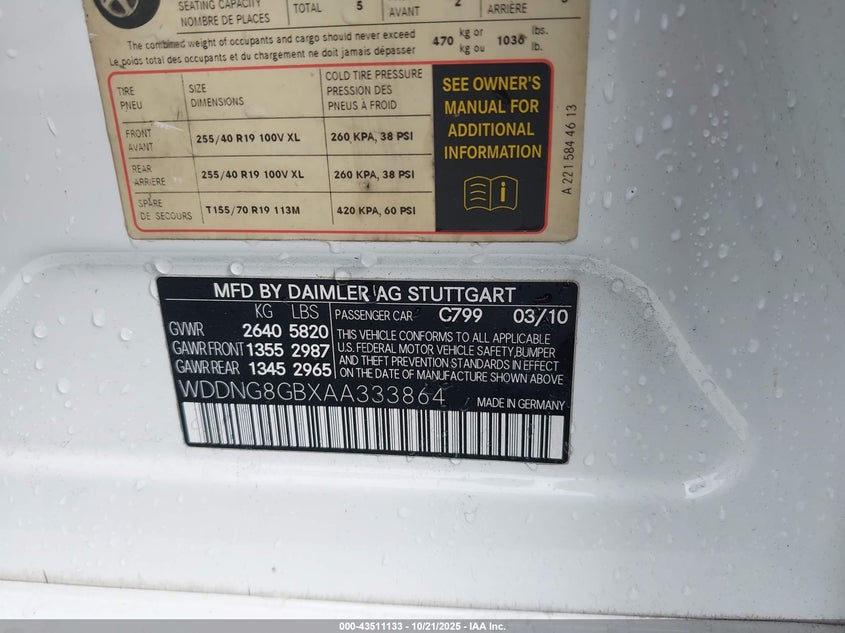 SEATING CAPACITY
NOMBRE DE PLACES
TOTAL 5
AVANT 2
ARRIÈRE
The combined weight of occupants and cargo should never exceed
Le poids total des occupants et du chargement ne doit jamais dépasser
470 kg or
kg ou
1036 lbs.
lb.
TIRE
PNEU
SIZE
DIMENSIONS
COLD TIRE PRESSURE
PRESSION DES
PNEUS À FROID
FRONT
AVANT
255/40 R19 100V XL
260 KPA, 38 PSI
REAR
ARRIERE
255/40 R19 100V XL
260 KPA, 38 PSI
SPARE
DE SECOURS
T155/70 R19 113M
420 KPA, 60 PSI
SEE OWNER'S
MANUAL FOR
ADDITIONAL
INFORMATION
A 221 584 46 13
MFD BY DAIMLER AG STUTTGART
KG LBS
GVWR 2640 5820
GAWR FRONT 1355 2987
GAWR REAR 1345 2965
PASSENGER CAR C799 03/10
THIS VEHICLE CONFORMS TO ALL APPLICABLE
U.S. FEDERAL MOTOR VEHICLE SAFETY, BUMPER
AND THEFT PREVENTION STANDARDS IN EFFECT
ON THE DATE OF MANUFACTURE SHOWN ABOVE
WDDNG8GBXAA333864
MADE IN GERMANY
000-43511133 - 10/21/2025 - IAA Inc.